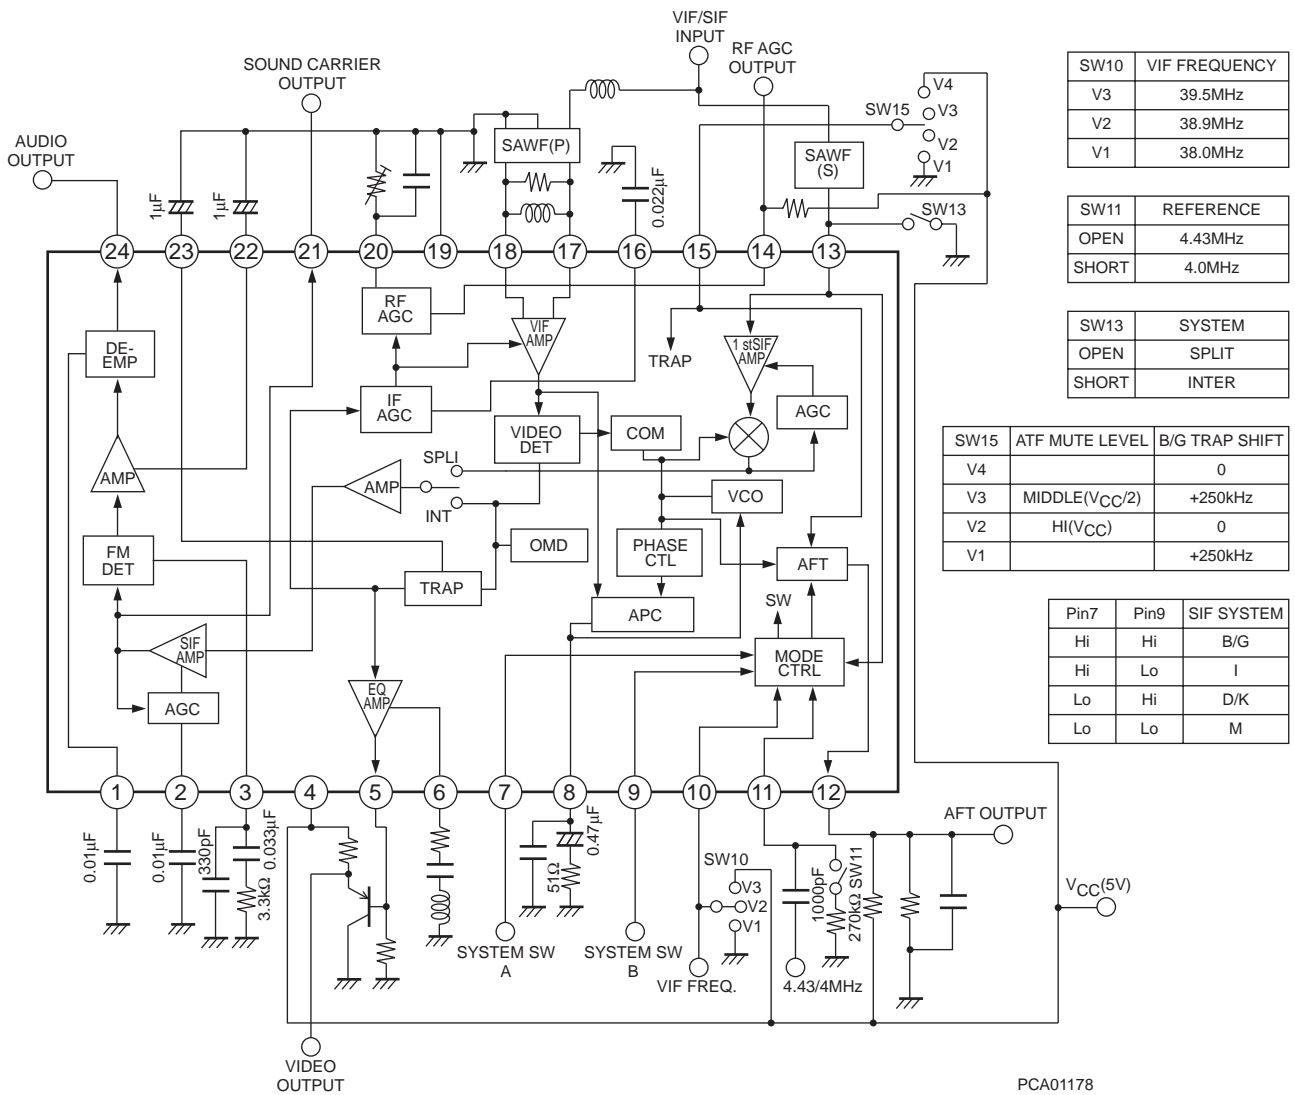 VIF/SIF
INPUT
RF AGC
OUTPUT
SOUND CARRIER
OUTPUT
AUDIO
OUTPUT
1μF
1μF
SAWF(P)
0.022μF
SW15
V4
V3
V2
V1
SAWF
(S)
SW13
24
23
22
21
20
19
18
17
16
15
14
13
RF
AGC
VIF
AMP
TRAP
1 stSIF
AMP
DE-
EMP
IF
AGC
AGC
VIDEO
DET
COM
AMP
SPLI
AMP
INT
VCO
FM
DET
OMD
PHASE
CTL
AFT
TRAP
APC
SW
SIF
AMP
MODE
CTRL
EQ
AMP
AGC
1
2
3
4
5
6
7
8
9
10
11
12
0.01μF
0.01μF
330pF
0.033μF
3.3kΩ
51Ω
0.47μF
SW10
V3
V2
V1
1000pF
SW11
270kΩ
AFT OUTPUT
VCC(5V)
SYSTEM SW
A
SYSTEM SW
B
VIF FREQ.
4.43/4MHz
VIDEO
OUTPUT
SW10 VIF FREQUENCY
V3 39.5MHz
V2 38.9MHz
V1 38.0MHz
SW11 REFERENCE
OPEN 4.43MHz
SHORT 4.0MHz
SW13 SYSTEM
OPEN SPLIT
SHORT INTER
SW15 ATF MUTE LEVEL B/G TRAP SHIFT
V4 0
V3 MIDDLE(VCC/2) +250kHz
V2 HI(VCC) 0
V1 +250kHz
Pin7 Pin9 SIF SYSTEM
Hi Hi B/G
Hi Lo I
Lo Hi D/K
Lo Lo M
PCA01178